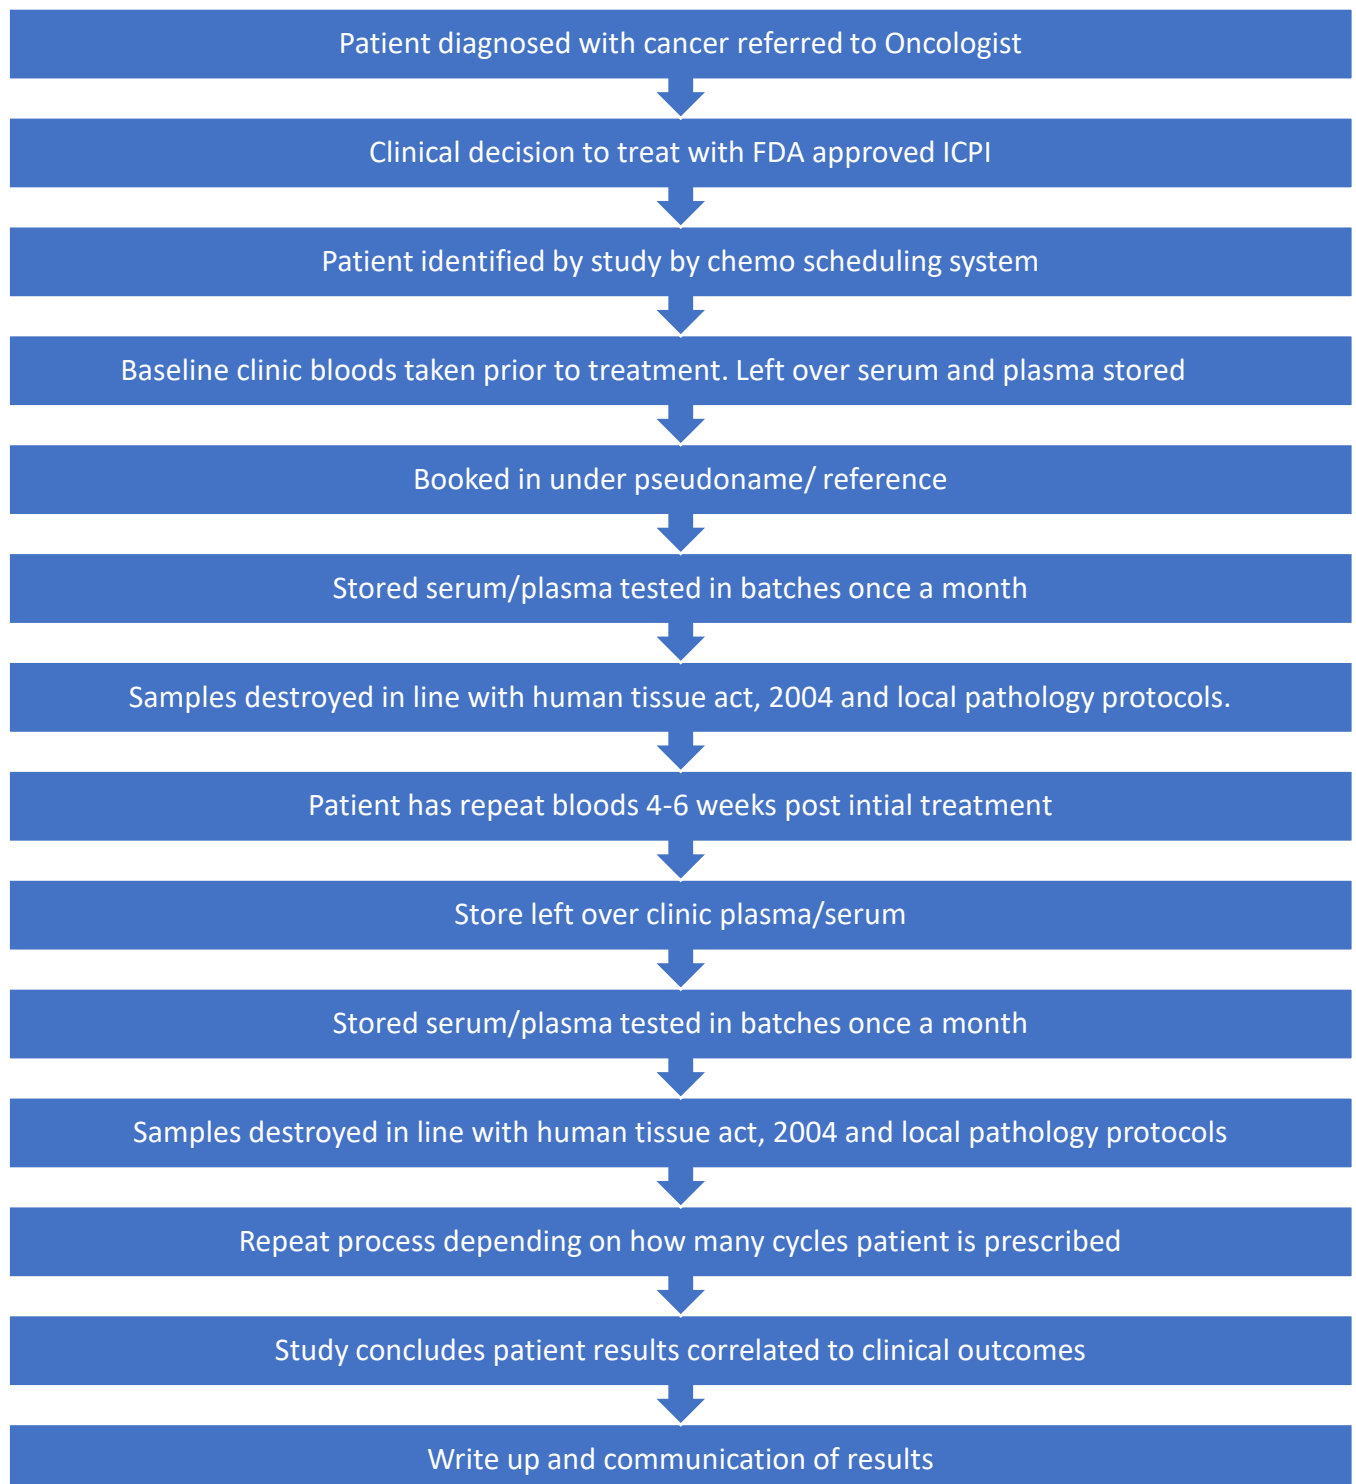 Patient diagnosed with cancer referred to Oncologist
Clinical decision to treat with FDA approved ICPI
Patient identified by study by chemo scheduling system
Baseline clinic bloods taken prior to treatment. Left over serum and plasma stored
Booked in under pseudoname/ reference
Stored serum/plasma tested in batches once a month
Samples destroyed in line with human tissue act, 2004 and local pathology protocols.
Patient has repeat bloods 4-6 weeks post intial treatment
Store left over clinic plasma/serum
Stored serum/plasma tested in batches once a month
Samples destroyed in line with human tissue act, 2004 and local pathology protocols
Repeat process depending on how many cycles patient is prescribed
Study concludes patient results correlated to clinical outcomes
Write up and communication of results